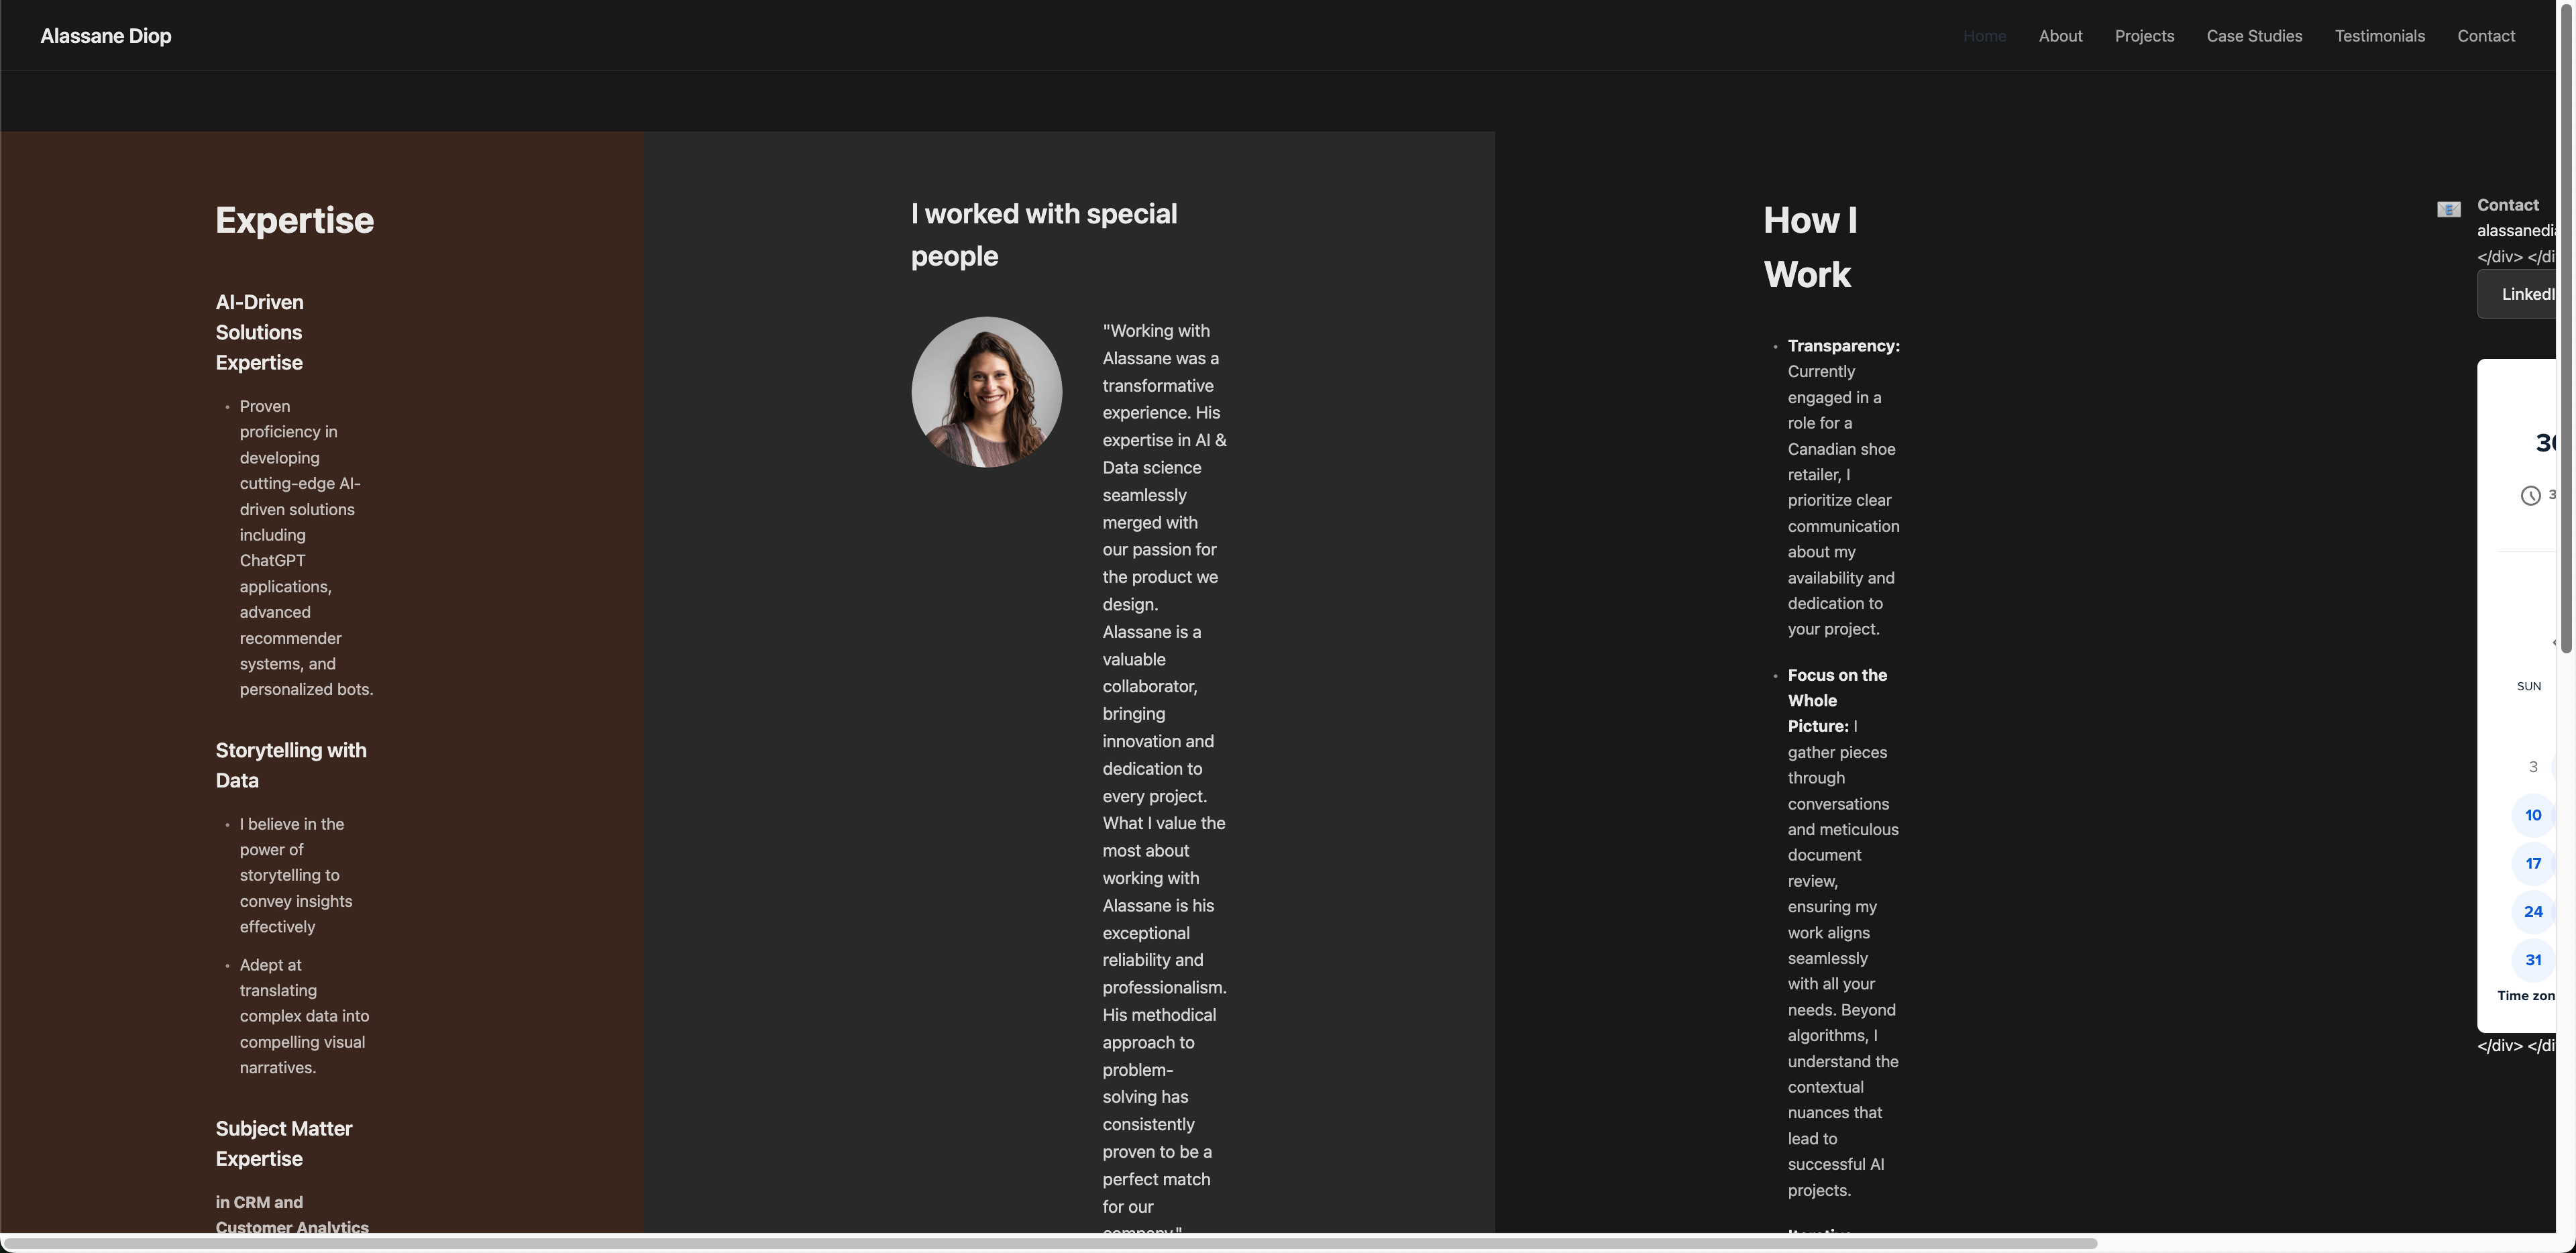 Alassane Diop
Home
About
Projects
Case Studies
Testimonials
Contact
Expertise
AI-Driven
Solutions
Expertise
• Proven
proficiency in
developing
cutting-edge AI-
driven solutions
including
ChatGPT
applications,
advanced
recommender
systems, and
personalized bots.
Storytelling with
Data
• I believe in the
power of
storytelling to
convey insights
effectively
• Adept at
translating
complex data into
compelling visual
narratives.
Subject Matter
Expertise
in CRM and
Customer Analytics
I worked with special
people
"Working with
Alassane was a
transformative
experience. His
expertise in AI &
Data science
seamlessly
merged with
our passion for
the product we
design.
Alassane is a
valuable
collaborator,
bringing
innovation and
dedication to
every project.
What I value the
most about
working with
Alassane is his
exceptional
reliability and
professionalism.
His methodical
approach to
problem-
solving has
consistently
proven to be a
perfect match
for our
company."
How I
Work
• Transparency:
Currently
engaged in a
role for a
Canadian shoe
retailer, I
prioritize clear
communication
about my
availability and
dedication to
your project.
• Focus on the
Whole
Picture: I
gather pieces
through
conversations
and meticulous
document
review,
ensuring my
work aligns
seamlessly
with all your
needs. Beyond
algorithms, I
understand the
contextual
nuances that
lead to
successful AI
projects.
Contact
alassanedi
</div> </di
LinkedI
3
SUN
3
10
17
24
31
Time zon
</div> </di